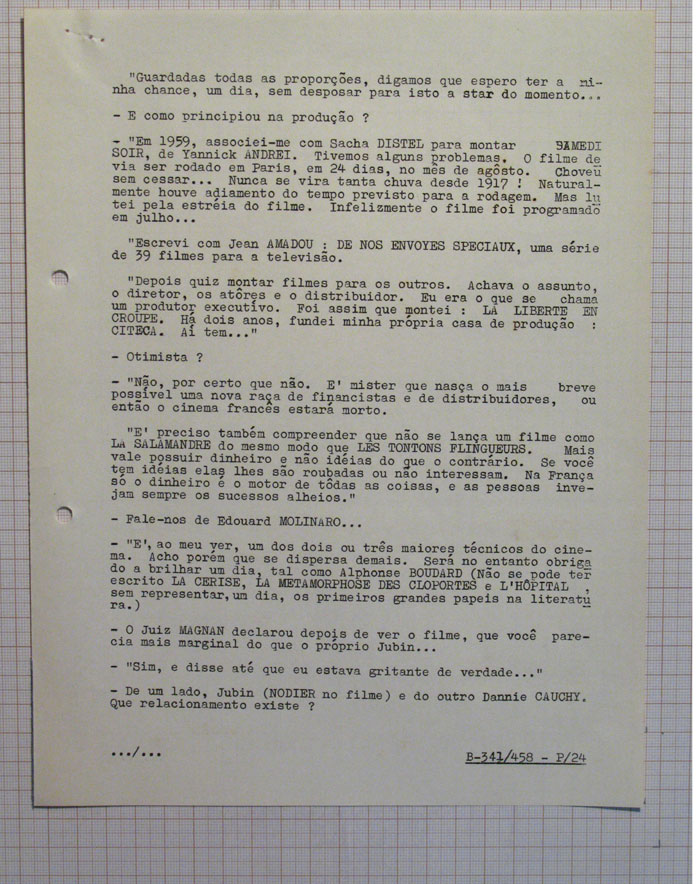 "Guardadas todas as proporções, digamos que espero ter a mi-
nha chance, um dia, sem desposar para isto a star do momento...
- E como principiou na produção ?
- "Em 1959, associei-me com Sacha DISTEL para montar SAMEDI
SOIR, de Yannick ANDREI. Tivemos alguns problemas. O filme de
via ser rodado em Paris, em 24 dias, no mês de agôsto. Choveu
sem cessar... Nunca se vira tanta chuva desde 1917 ! Natural-
mente houve adiamento do tempo previsto para a rodagem. Mas lu
tei pela estréia do filme. Infelizmente o filme foi programado
em julho...
"Escrevi com Jean AMADOU : DE NOS ENVOYES SPECIAUX, uma série
de 39 filmes para a televisão.
"Depois quiz montar filmes para os outros. Achava o assunto,
o diretor, os atôres e o distribuidor. Eu era o que se chama
um produtor executivo. Foi assim que montei : LA LIBERTE EN
CROUPE. Há dois anos, fundei minha própria casa de produção :
CITECA. Aí tem..."
- Otimista ?
- "Não, por certo que não. E' mister que nasça o mais breve
possível uma nova raça de financistas e de distribuidores, ou
então o cinema francês estará morto.
"E' preciso também compreender que não se lança um filme como
LA SALAMANDRE do mesmo modo que LES TONTONS FLINGUEURS. Mais
vale possuir dinheiro e não idéias do que o contrário. Se você
tem idéias elas lhes são roubadas ou não interessam. Na França
só o dinheiro é o motor de tôdas as coisas, e as pessoas inve-
jam sempre os sucessos alheios."
- Fale-nos de Edouard MOLINARO...
- "E', ao meu ver, um dos dois ou três maiores técnicos do cine-
ma. Acho porém que se dispersa demais. Será no entanto obriga
do a brilhar um dia, tal como Alphonse BOUDARD (Não se pode ter
escrito LA CERISE, LA METAMORPHOSE DES CLOPORTES e L'HÔPITAL ,
sem representar,um dia, os primeiros grandes papeis na literatu
ra.)
- O Juiz MAGNAN declarou depois de ver o filme, que você pare-
cia mais marginal do que o próprio Jubin...
- "Sim, e disse até que eu estava gritante de verdade..."
- De um lado, Jubin (NODIER no filme) e do outro Dannie CAUCHY.
Que relacionamento existe ?
.../...
B-341/458 - P/24